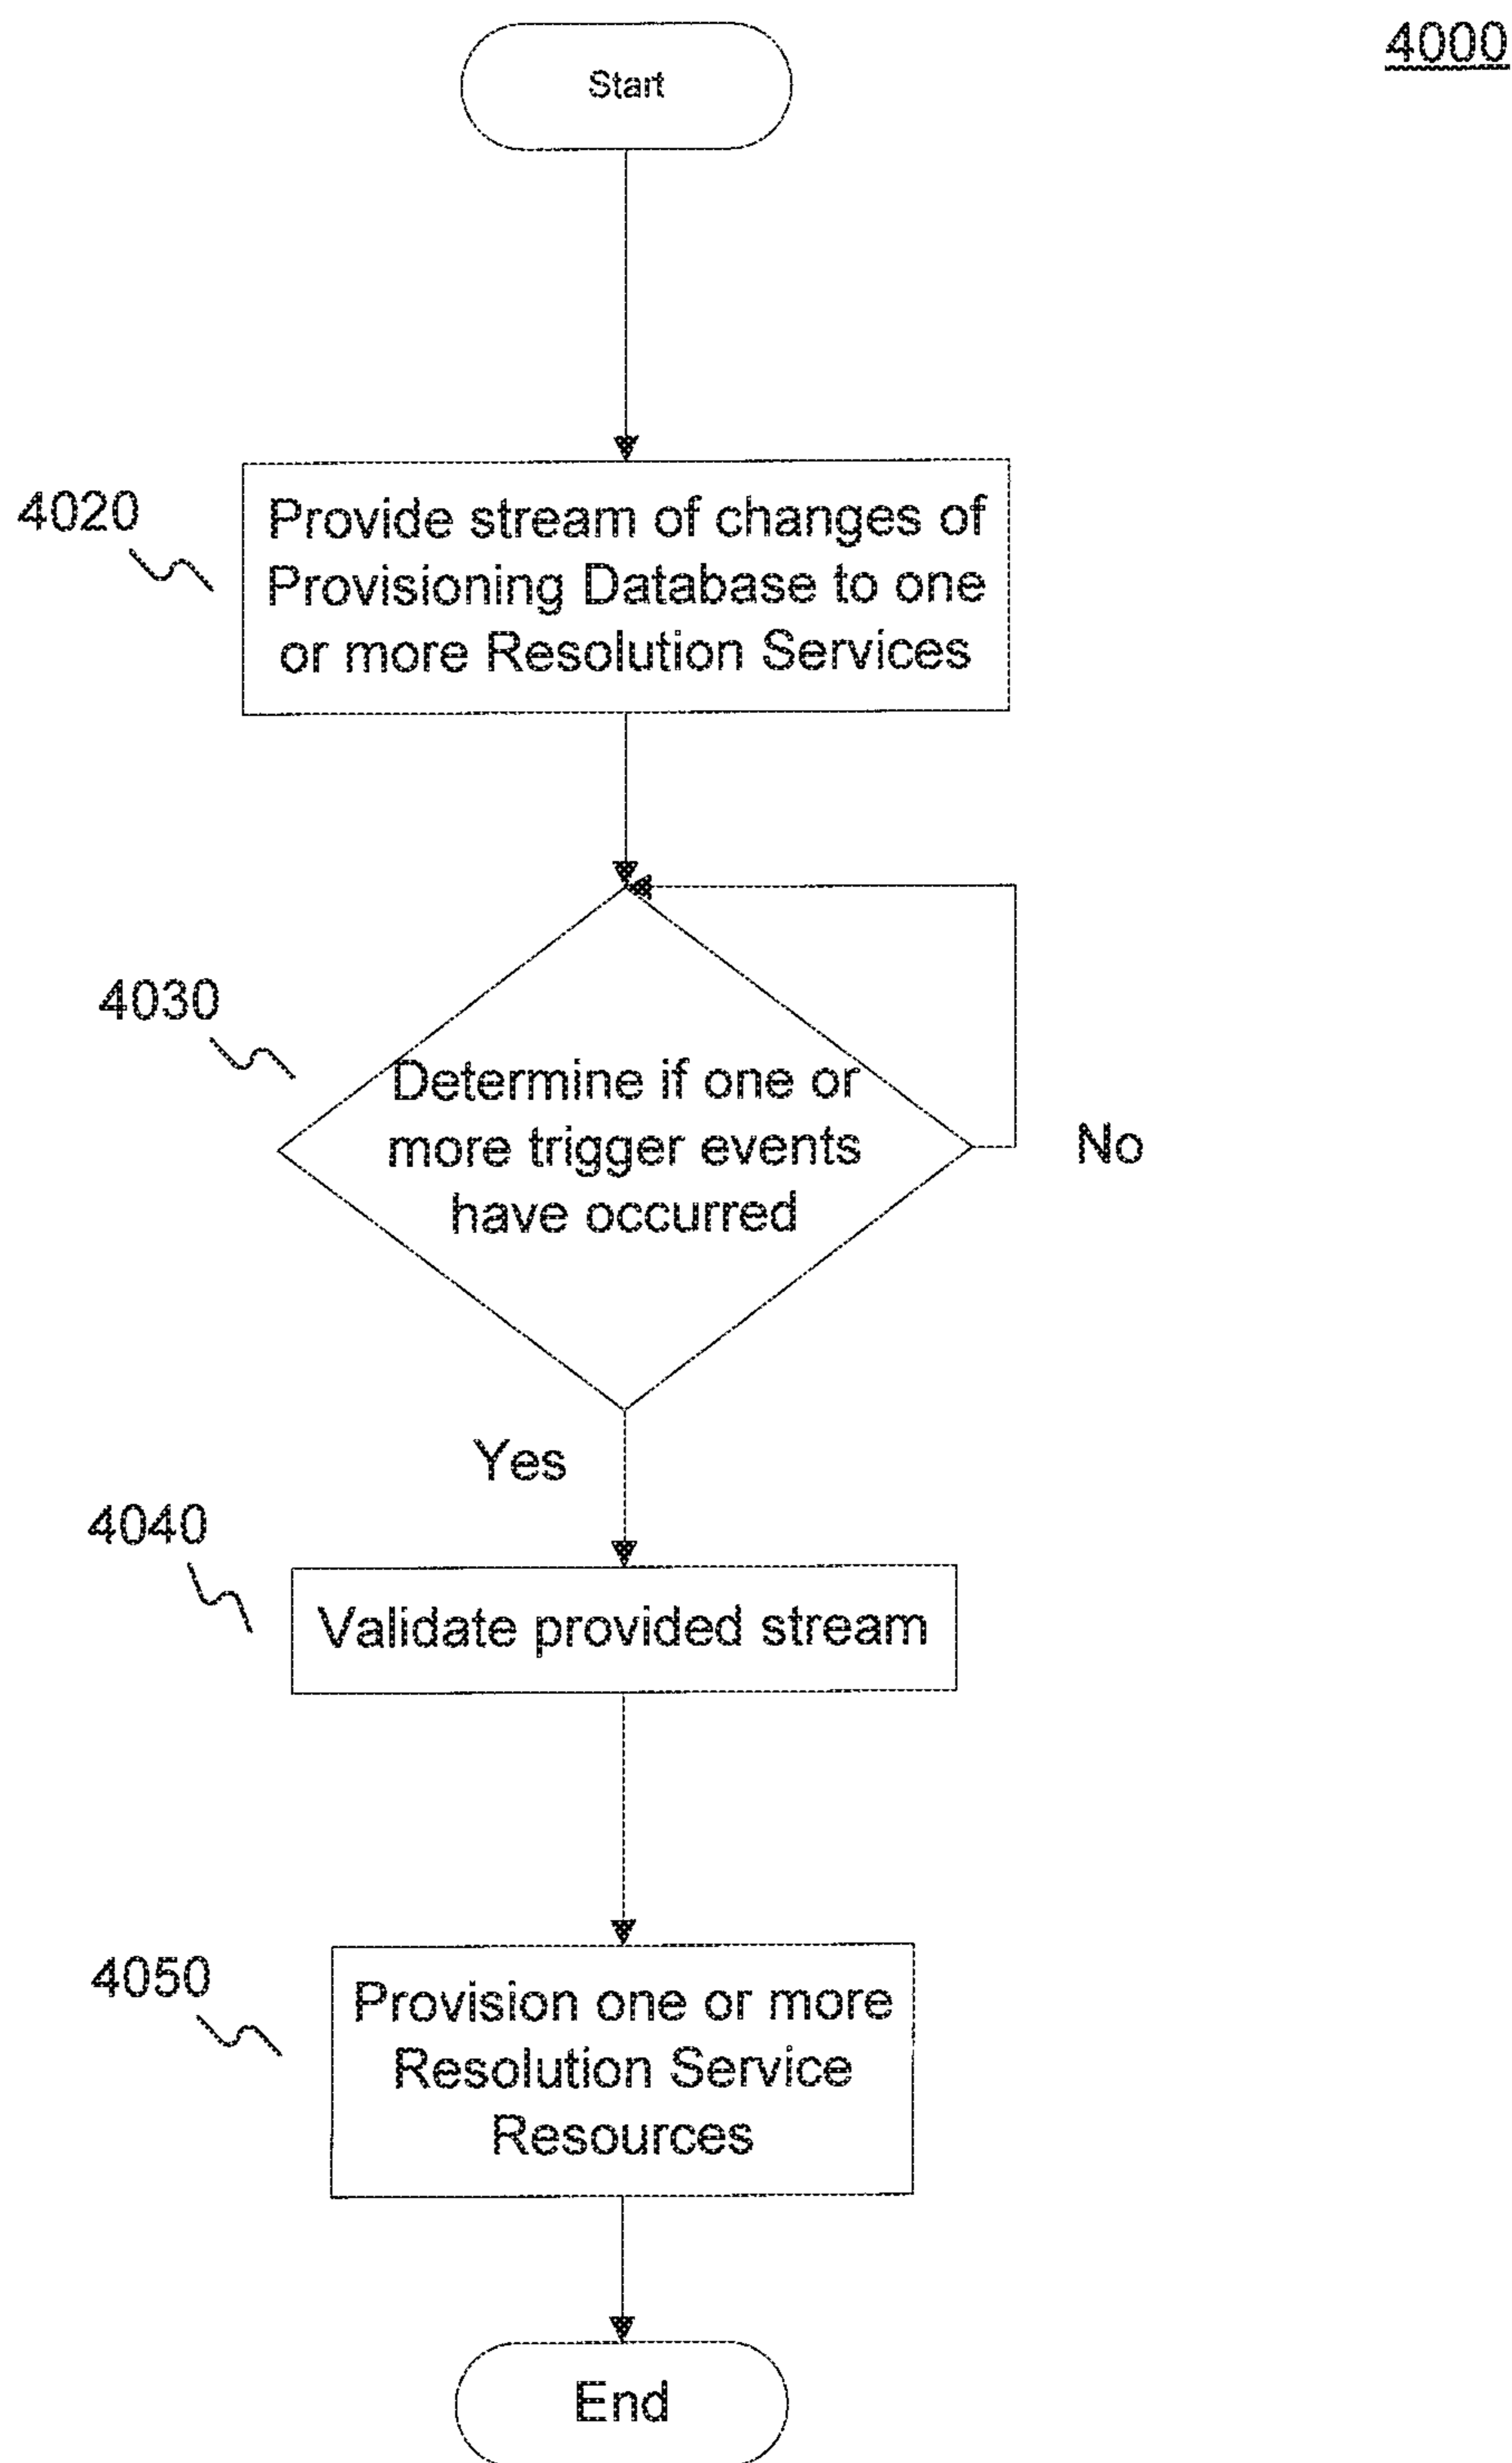 4000
Start
4020
Provide stream of changes of
Provisioning Database to one
or more Resolution Services
4030
Determine if one or
more trigger events
have occurred
No
Yes
4040
Validate provided stream
4050
Provision one or more
Resolution Service
Resources
End